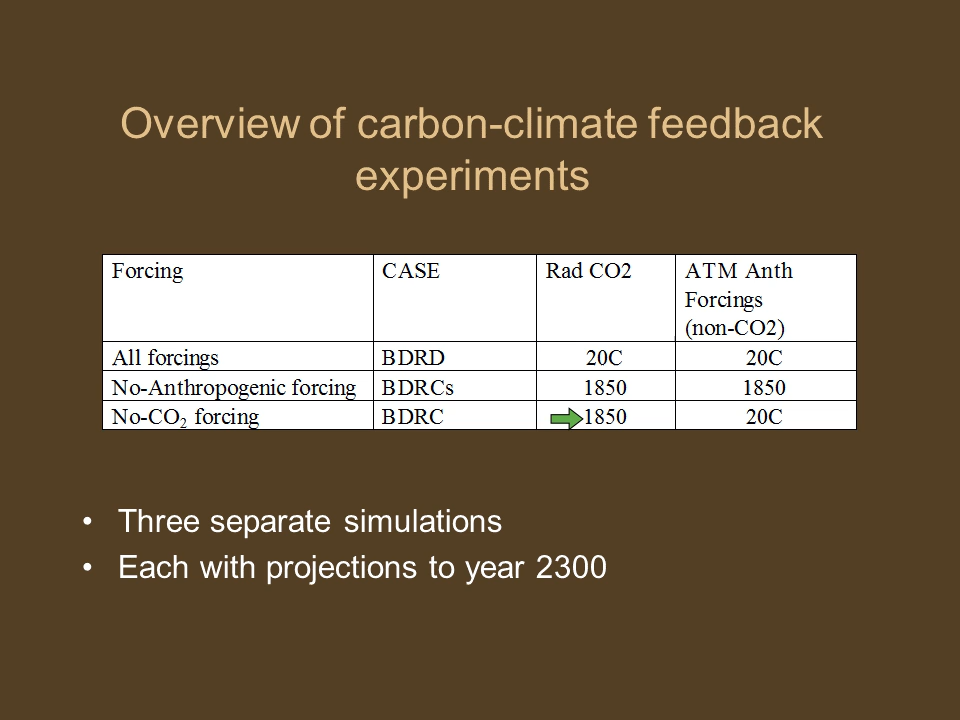 Overview of carbon-climate feedback
experiments
Forcing CASE Rad CO2 ATM Anth
Forcings
(non-CO2)
All forcings BDRD 20C 20C
No-Anthropogenic forcing BDRCs 1850 1850
No-CO₂ forcing BDRC 1850 20C
• Three separate simulations
• Each with projections to year 2300